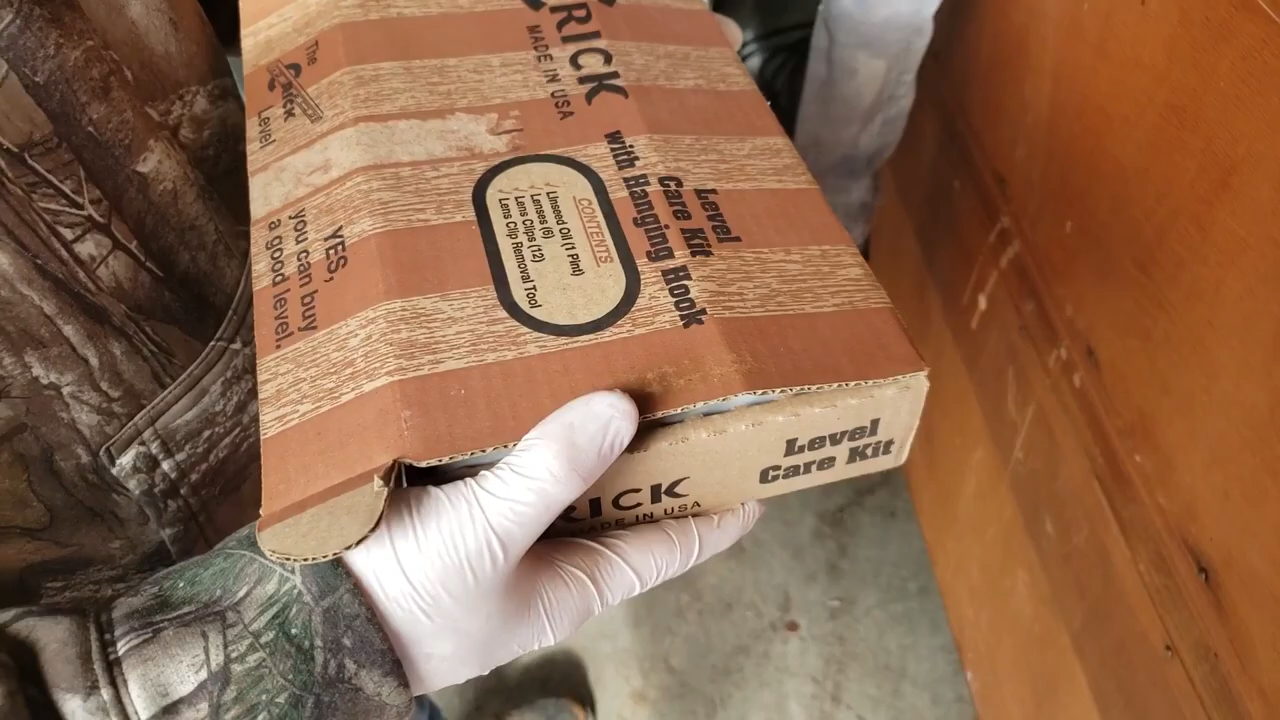 CRICK
MADE IN USA
Level
Care Kit
with Hanging Hook
CONTENTS
Linseed Oil (1 Pint)
Lenses (6)
Lens Clips (12)
Lens Clip Removal Tool
The
CRICK
Level
YES,
you can buy
a good level.
Level
Care Kit
RICK
MADE IN USA